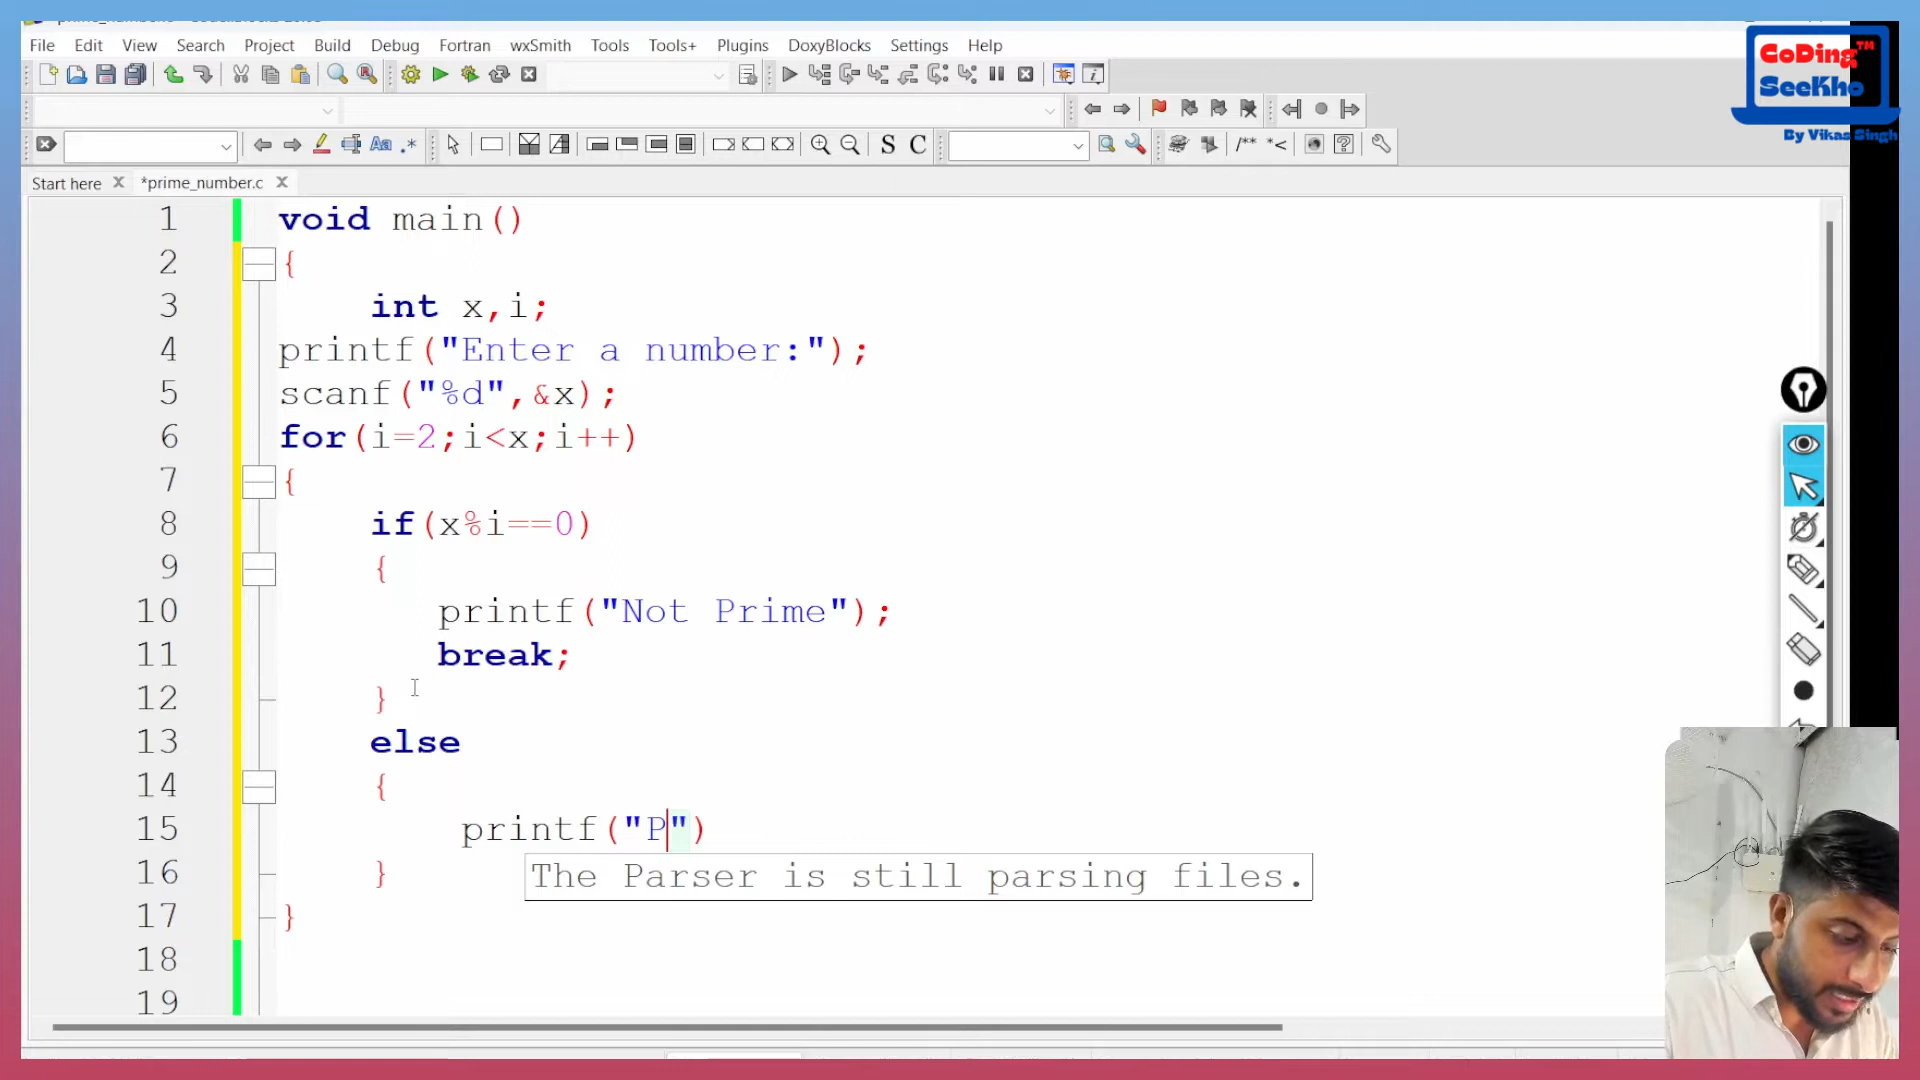 File Edit View Search Project Build Debug Fortran wxSmith Tools Tools+ Plugins DoxyBlocks Settings Help
CoDing™
SeeKho
By Vikas Singh
Start here *prime_number.c
1 void main()
2 {
3 int x,i;
4 printf("Enter a number:");
5 scanf("%d",&x);
6 for(i=2;i<x;i++)
7 {
8 if(x%i==0)
9 {
10 printf("Not Prime");
11 break;
12 }
13 else
14 {
15 printf("P")
The Parser is still parsing files.
16 }
17 }
18
19